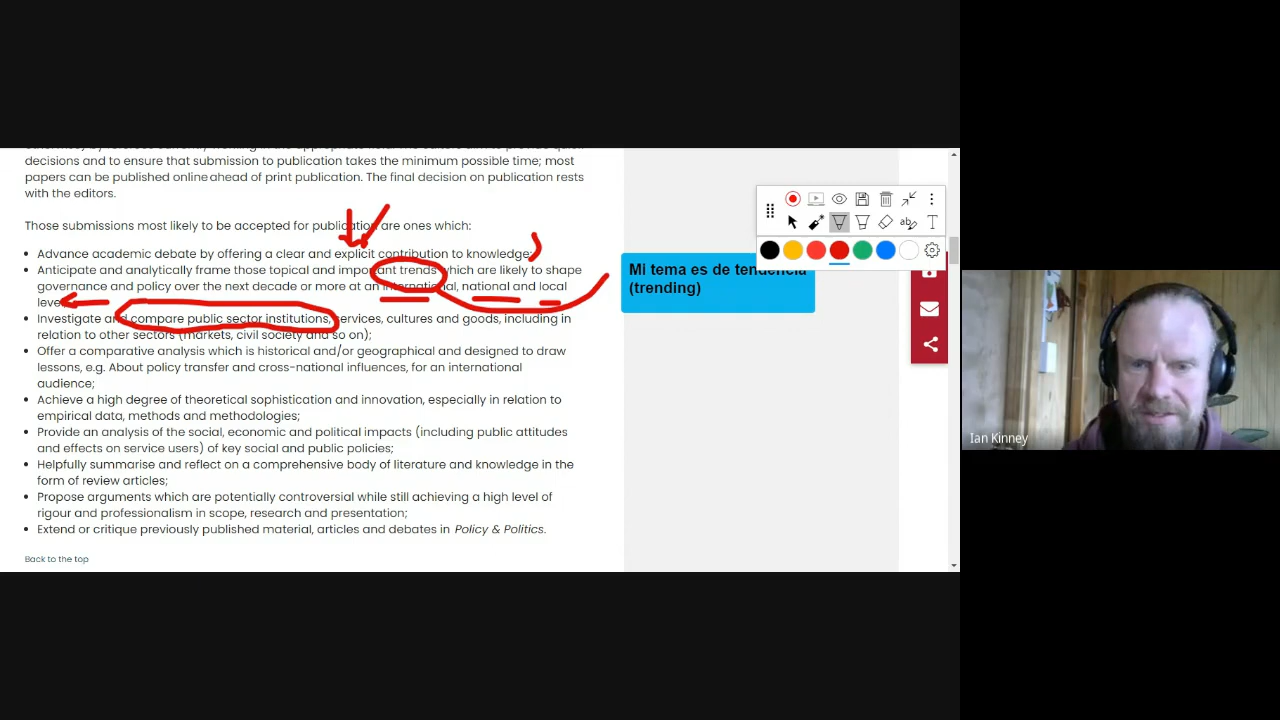 decisions and to ensure that submission to publication takes the minimum possible time; most
papers can be published online ahead of print publication. The final decision on publication rests
with the editors.
Those submissions most likely to be accepted for publication are ones which:
Advance academic debate by offering a clear and explicit contribution to knowledge;
Anticipate and analytically frame those topical and important trends which are likely to shape
governance and policy over the next decade or more at an international, national and local
Investigate and compare public sector institutions, services, cultures and goods, including in
relation to other sectors (markets, civil society and so on);
Offer a comparative analysis which is historical and/or geographical and designed to draw
lessons, e.g. About policy transfer and cross-national influences, for an international
audience;
Achieve a high degree of theoretical sophistication and innovation, especially in relation to
empirical data, methods and methodologies;
Provide an analysis of the social, economic and political impacts (including public attitudes
and effects on service users) of key social and public policies;
Helpfully summarise and reflect on a comprehensive body of literature and knowledge in the
form of review articles;
Propose arguments which are potentially controversial while still achieving a high level of
rigour and professionalism in scope, research and presentation;
Extend or critique previously published material, articles and debates in Policy & Politics.
Back to the top
Mi tema es de tendencia
(trending)
Ian Kinney